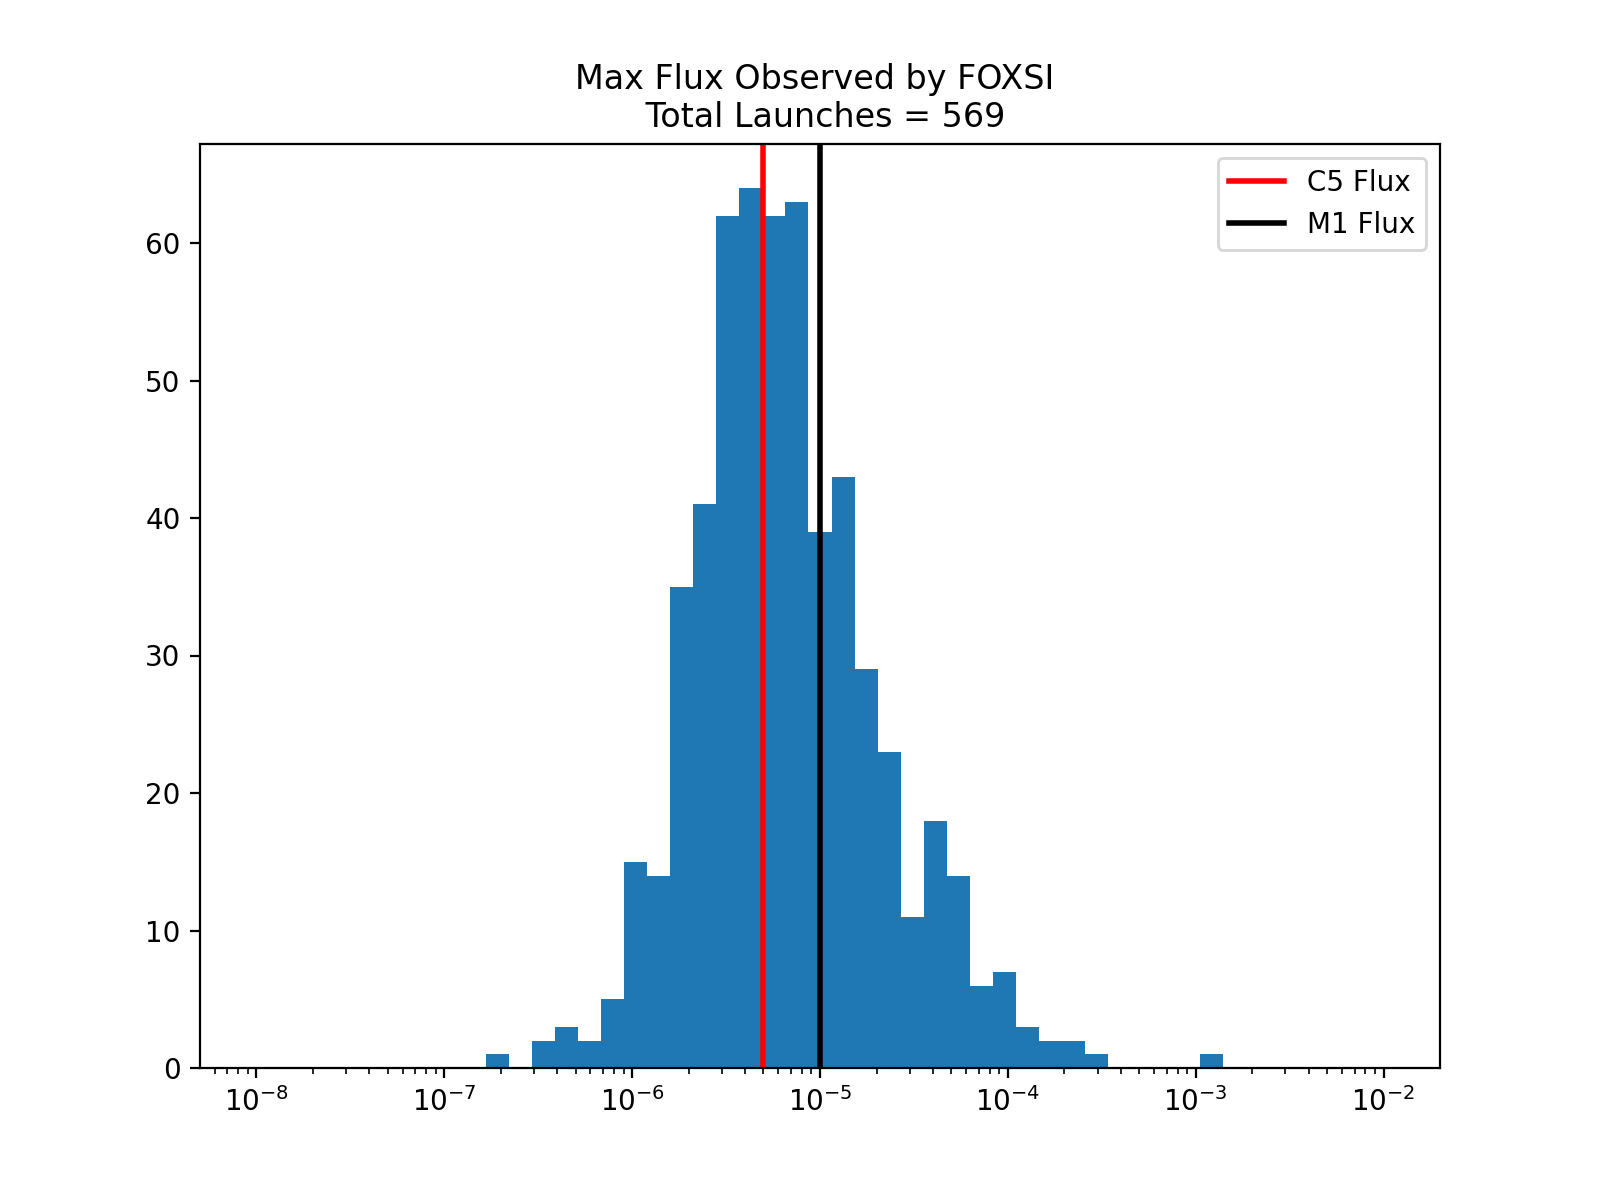 Max Flux Observed by FOXSI
Total Launches = 569
C5 Flux
M1 Flux
60
50
40
30
20
10
0
10⁻⁸ 10⁻⁷ 10⁻⁶ 10⁻⁵ 10⁻⁴ 10⁻³ 10⁻²